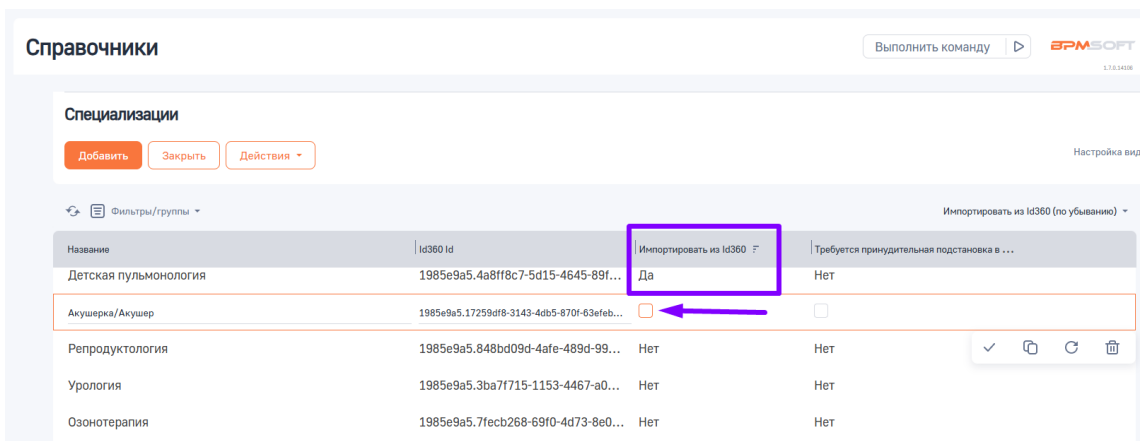 Справочники
Выполнить команду
BPMSOFT
1.7.0.14108
Специализации
Добавить Закрыть Действия
Настройка вид
Фильтры/группы
Импортировать из Id360 (по убыванию)
Название Id360 Id Импортировать из Id360 Требуется принудительная подстановка в ...
Детская пульмонология 1985e9a5.4a8ff8c7-5d15-4645-89f... Да Нет
Акушерка/Акушер 1985e9a5.17259df8-3143-4db5-870f-63efeb...
Репродуктология 1985e9a5.848bd09d-4afe-489d-99... Нет Нет
Урология 1985e9a5.3ba7f715-1153-4467-a0... Нет Нет
Озонотерапия 1985e9a5.7fecb268-69f0-4d73-8e0... Нет Нет